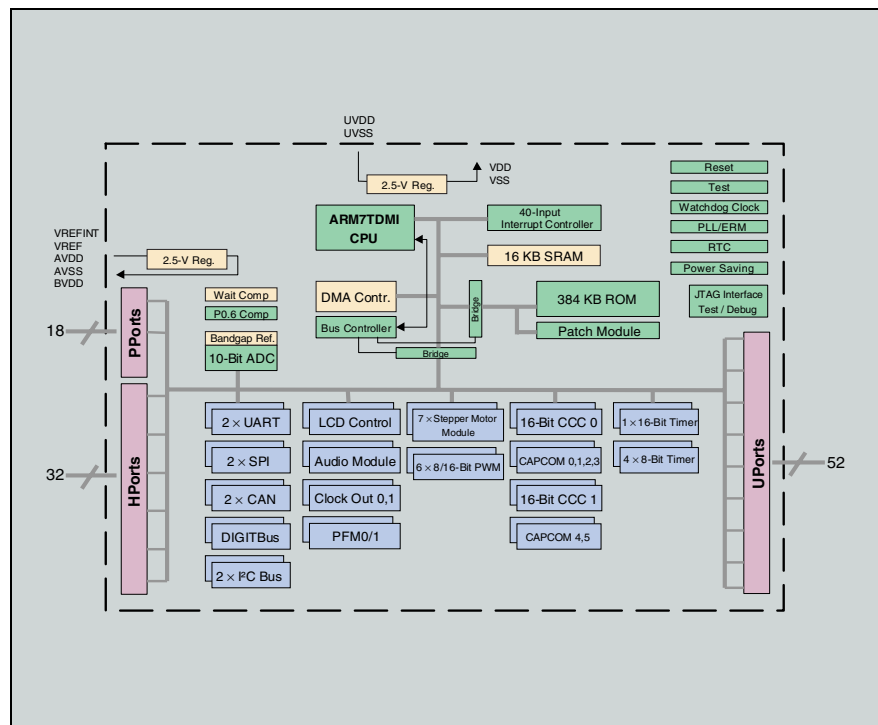 UVDD
UVSS
2.5-V Reg.
VDD
VSS
Reset
Test
Watchdog Clock
PLL/ERM
RTC
Power Saving
JTAG Interface
Test / Debug
ARM7TDMI
CPU
40-Input
Interrupt Controller
16 KB SRAM
VREFINT
VREF
AVDD
AVSS
BVDD
2.5-V Reg.
Wait Comp
P0.6 Comp
Bandgap Ref.
10-Bit ADC
DMA Contr.
Bus Controller
Bridge
Bridge
384 KB ROM
Patch Module
18
PPorts
32
HPorts
2 × UART
2 × SPI
2 × CAN
DIGITBus
2 × I²C Bus
LCD Control
Audio Module
Clock Out 0,1
PFM0/1
7 × Stepper Motor
Module
6 × 8/16-Bit PWM
16-Bit CCC 0
CAPCOM 0,1,2,3
16-Bit CCC 1
CAPCOM 4,5
1 × 16-Bit Timer
4 × 8-Bit Timer
UPorts
52